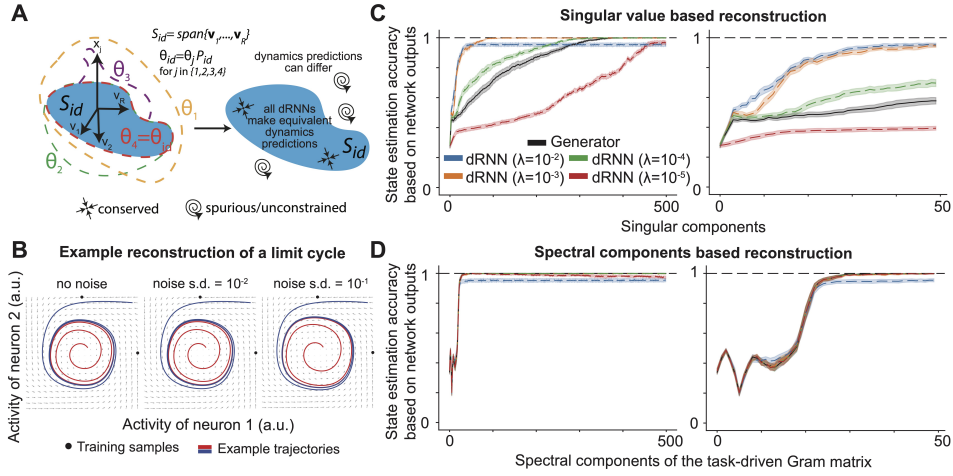 A
S_id=span{v_1,...,v_R}
θ_id=θ_jP_id
for j in {1,2,3,4}
dynamics predictions
can differ
x_j
θ_3
θ_1
S_id
v_R
v_1
v_2
θ_4=θ_id
θ_2
all dRNNs
make equivalent
dynamics
predictions
S_id
conserved
spurious/unconstrained
B
Example reconstruction of a limit cycle
no noise
noise s.d. = 10^-2
noise s.d. = 10^-1
Activity of neuron 2 (a.u.)
Activity of neuron 1 (a.u.)
Training samples
Example trajectories
C
Singular value based reconstruction
State estimation accuracy
based on network outputs
1
0
0
500
Generator
dRNN (λ=10^-2)
dRNN (λ=10^-4)
dRNN (λ=10^-3)
dRNN (λ=10^-5)
1
0
0
50
Singular components
D
Spectral components based reconstruction
State estimation accuracy
based on network outputs
1
0
0
500
1
0
0
50
Spectral components of the task-driven Gram matrix